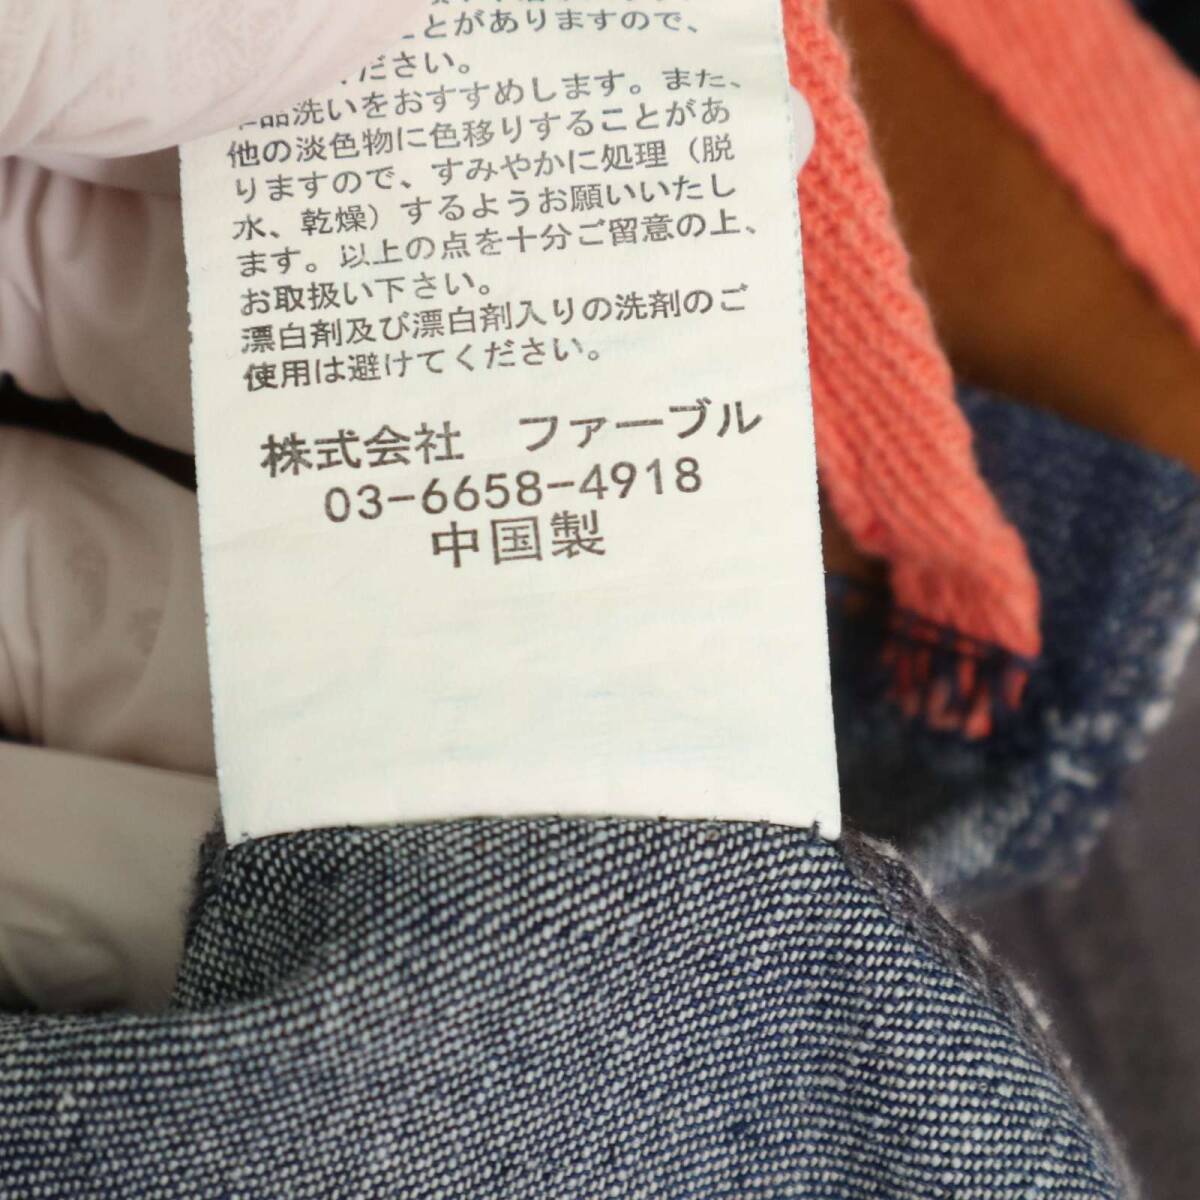 ことがありますので、
ください。
単品洗いをおすすめします。また、
他の淡色物に色移りすることがあ
りますので、すみやかに処理（脱
水、乾燥）するようお願いいたし
ます。以上の点を十分ご留意の上、
お取扱い下さい。
漂白剤及び漂白剤入りの洗剤のご
使用は避けてください。
株式会社　ファーブル
03-6658-4918
中国製